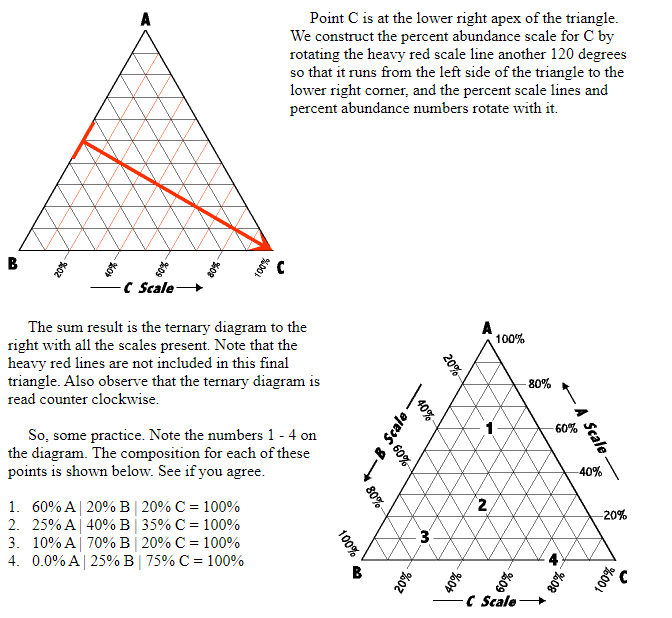 A
B
C
20%
40%
60%
80%
100%
C Scale
Point C is at the lower right apex of the triangle.
We construct the percent abundance scale for C by
rotating the heavy red scale line another 120 degrees
so that it runs from the left side of the triangle to the
lower right corner, and the percent scale lines and
percent abundance numbers rotate with it.
The sum result is the ternary diagram to the
right with all the scales present. Note that the
heavy red lines are not included in this final
triangle. Also observe that the ternary diagram is
read counter clockwise.
So, some practice. Note the numbers 1 - 4 on
the diagram. The composition for each of these
points is shown below. See if you agree.
1. 60% A | 20% B | 20% C = 100%
2. 25% A | 40% B | 35% C = 100%
3. 10% A | 70% B | 20% C = 100%
4. 0.0% A | 25% B | 75% C = 100%
A
100%
80%
60%
40%
20%
A Scale
20%
40%
60%
80%
100%
B Scale
1
2
3
4
B
C
20%
40%
60%
80%
100%
C Scale